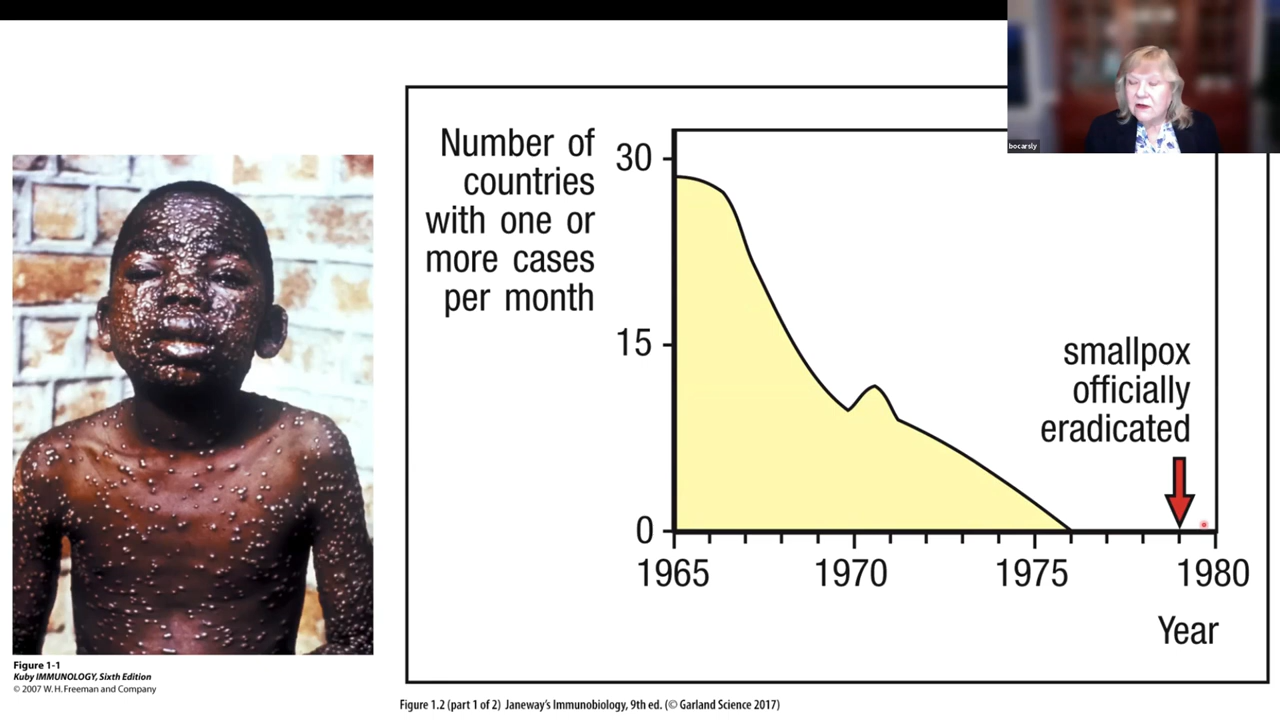 bocarsly
Number of
countries
with one or
more cases
per month
30
15
0
smallpox
officially
eradicated
1965 1970 1975 1980
Year
Figure 1-1
Kuby IMMUNOLOGY, Sixth Edition
© 2007 W. H. Freeman and Company
Figure 1.2 (part 1 of 2) Janeway's Immunobiology, 9th ed. (© Garland Science 2017)